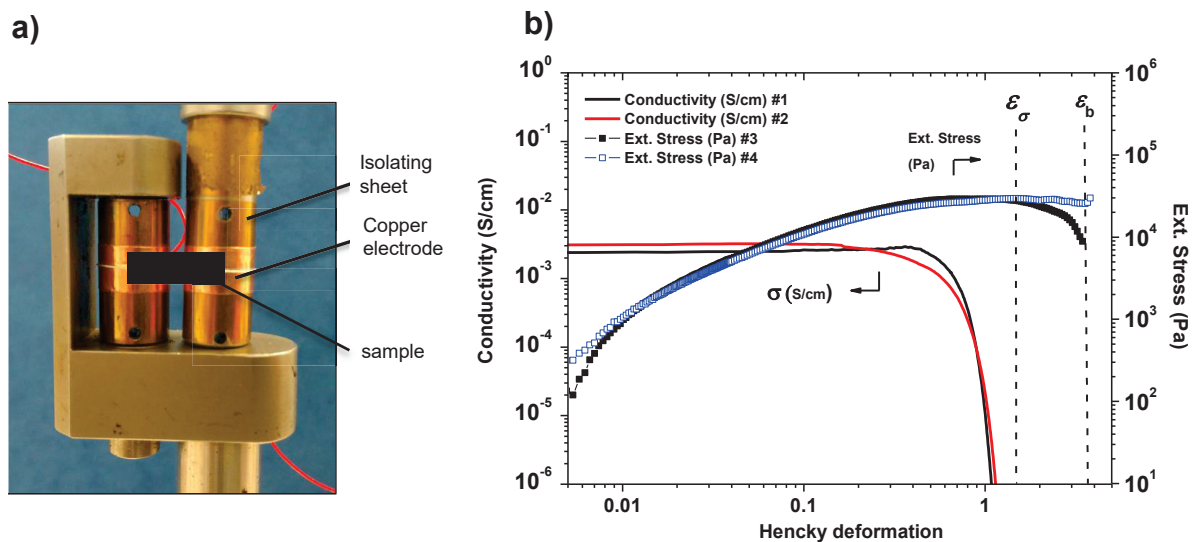 a)
Isolating
sheet
Copper
electrode
sample
b)
Conductivity (S/cm)
10^0
10^-1
10^-2
10^-3
10^-4
10^-5
10^-6
Conductivity (S/cm) #1
Conductivity (S/cm) #2
Ext. Stress (Pa) #3
Ext. Stress (Pa) #4
Ext. Stress
(Pa)
ε_σ
ε_b
σ (S/cm)
0.01
0.1
1
Hencky deformation
10^6
10^5
10^4
10^3
10^2
10^1
Ext. Stress
(Pa)